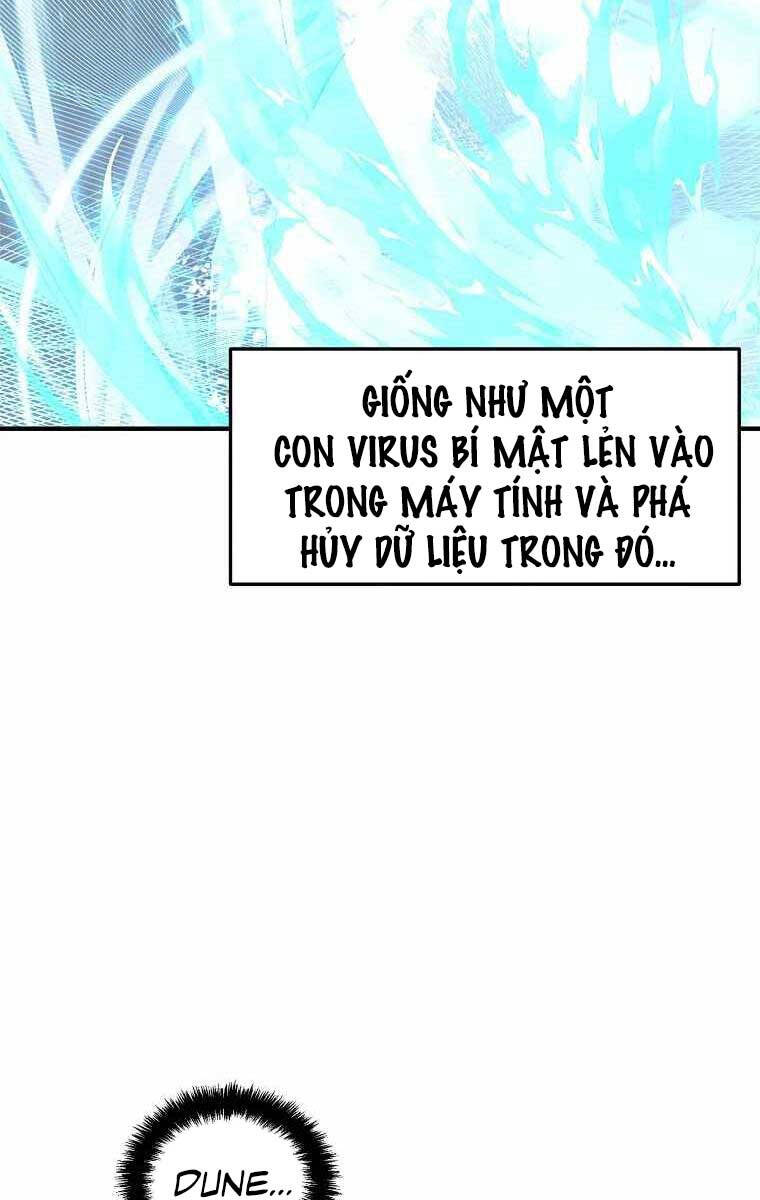 GIỐNG NHƯ MỘT
CON VIRUS BÍ MẬT LẺN VÀO
TRONG MÁY TÍNH VÀ PHÁ
HỦY DỮ LIỆU TRONG ĐÓ...
DUNE...